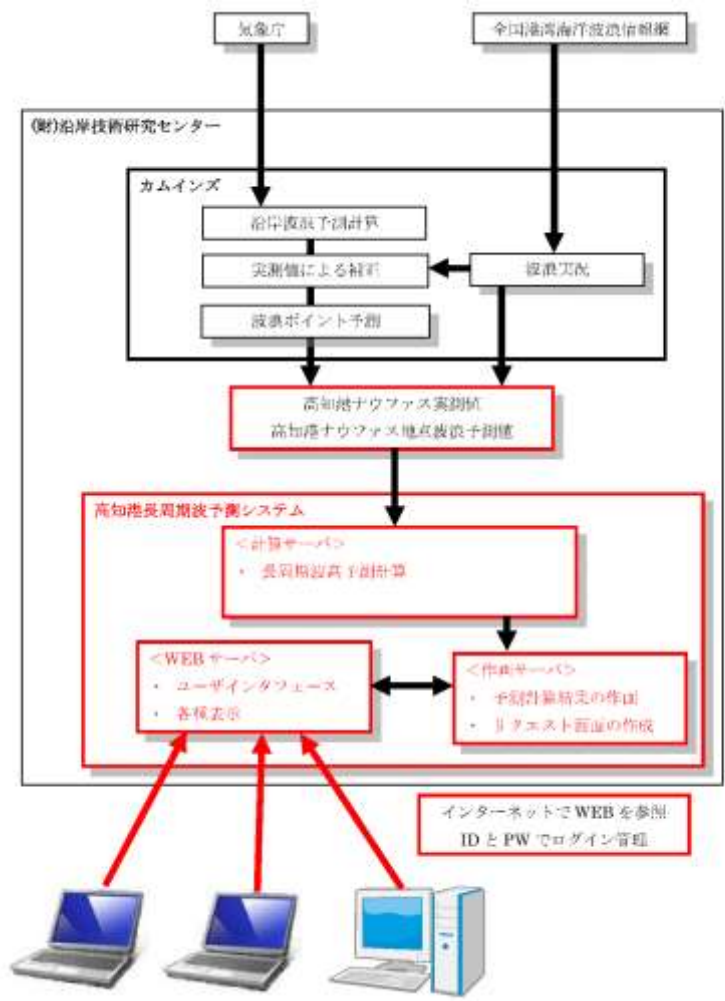 気象庁
全国港湾海洋波浪情報網
(財)沿岸技術研究センター
カムインズ
沿岸波浪予測計算
実測値による補正
波浪実況
波浪ポイント予測
高知港ナウファス実測値
高知港ナウファス地点波浪予測値
高知港長周期波予測システム
＜計算サーバ＞
・ 長周期波高予測計算
＜WEBサーバ＞
・ ユーザインタフェース
・ 各種表示
＜作画サーバ＞
・ 予測計算結果の作画
・ リクエスト画面の作成
インターネットでWEBを参照
IDとPWでログイン管理